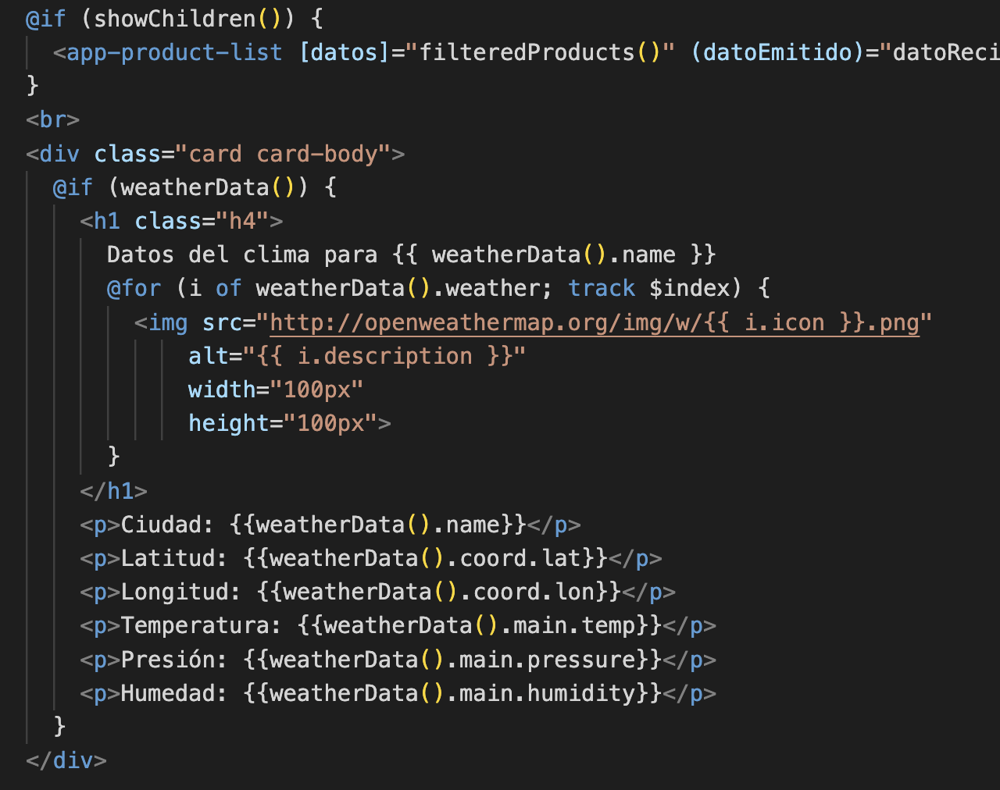 @if (showChildren()) {
<app-product-list [datos]="filteredProducts()" (datoEmitido)="datoReci
}
<br>
<div class="card card-body">
@if (weatherData()) {
<h1 class="h4">
Datos del clima para {{ weatherData().name }}
@for (i of weatherData().weather; track $index) {
<img src="http://openweathermap.org/img/w/{{ i.icon }}.png"
alt="{{ i.description }}"
width="100px"
height="100px">
}
</h1>
<p>Ciudad: {{weatherData().name}}</p>
<p>Latitud: {{weatherData().coord.lat}}</p>
<p>Longitud: {{weatherData().coord.lon}}</p>
<p>Temperatura: {{weatherData().main.temp}}</p>
<p>Presión: {{weatherData().main.pressure}}</p>
<p>Humedad: {{weatherData().main.humidity}}</p>
}
</div>